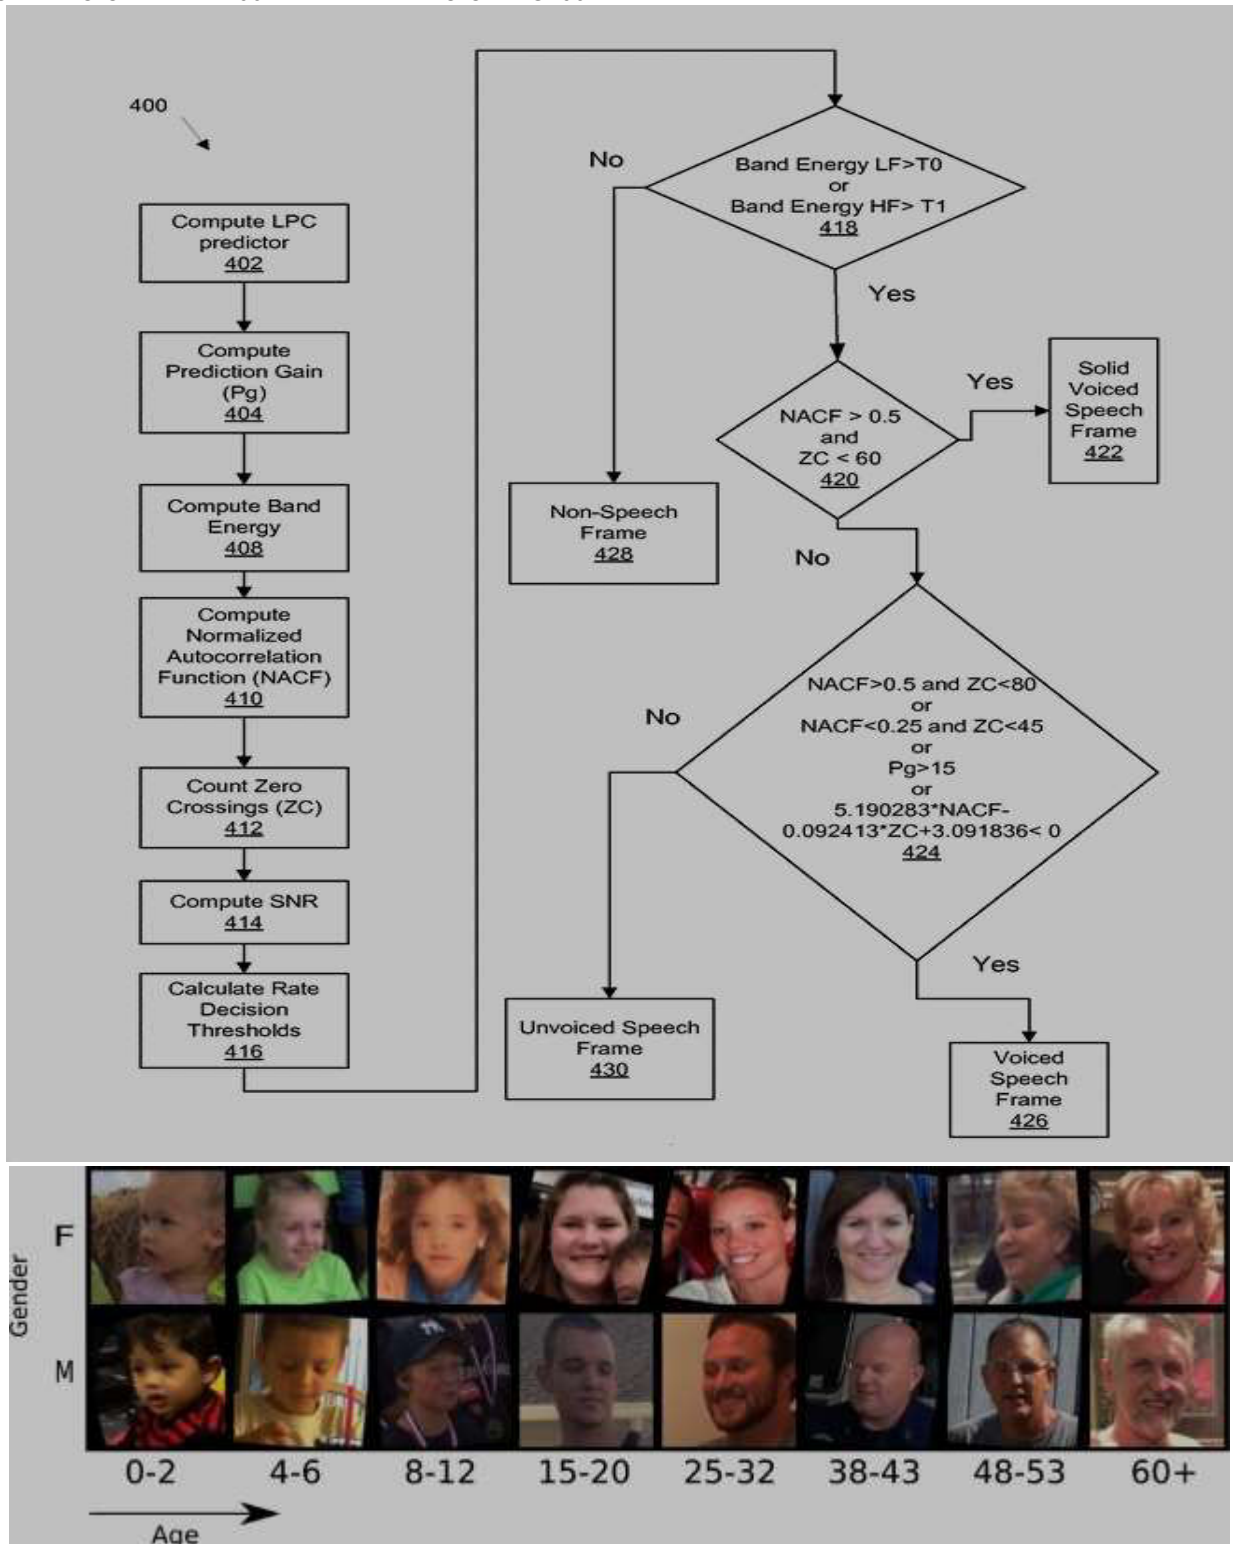 400
Compute LPC
predictor
402
Compute
Prediction Gain
(Pg)
404
Compute Band
Energy
408
Compute
Normalized
Autocorrelation
Function (NACF)
410
Count Zero
Crossings (ZC)
412
Compute SNR
414
Calculate Rate
Decision
Thresholds
416
Band Energy LF>T0
or
Band Energy HF> T1
418
No
Yes
NACF > 0.5
and
ZC < 60
420
Yes
Solid
Voiced
Speech
Frame
422
Non-Speech
Frame
428
No
NACF>0.5 and ZC<80
or
NACF<0.25 and ZC<45
or
Pg>15
or
5.190283*NACF-
0.092413*ZC+3.091836< 0
424
No
Yes
Unvoiced Speech
Frame
430
Voiced
Speech
Frame
426
Gender
F
M
0-2 4-6 8-12 15-20 25-32 38-43 48-53 60+
Age